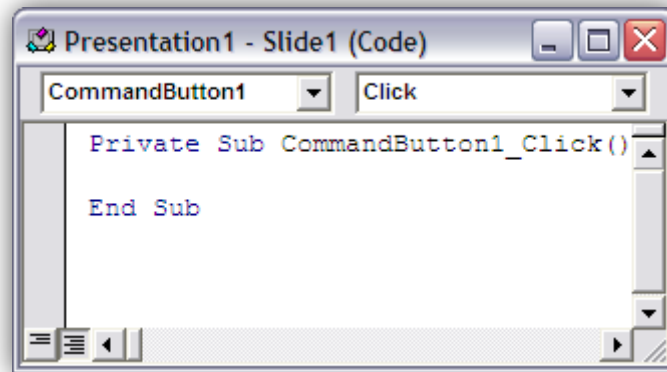 Presentation1 - Slide1 (Code)
CommandButton1 Click
Private Sub CommandButton1_Click()
End Sub